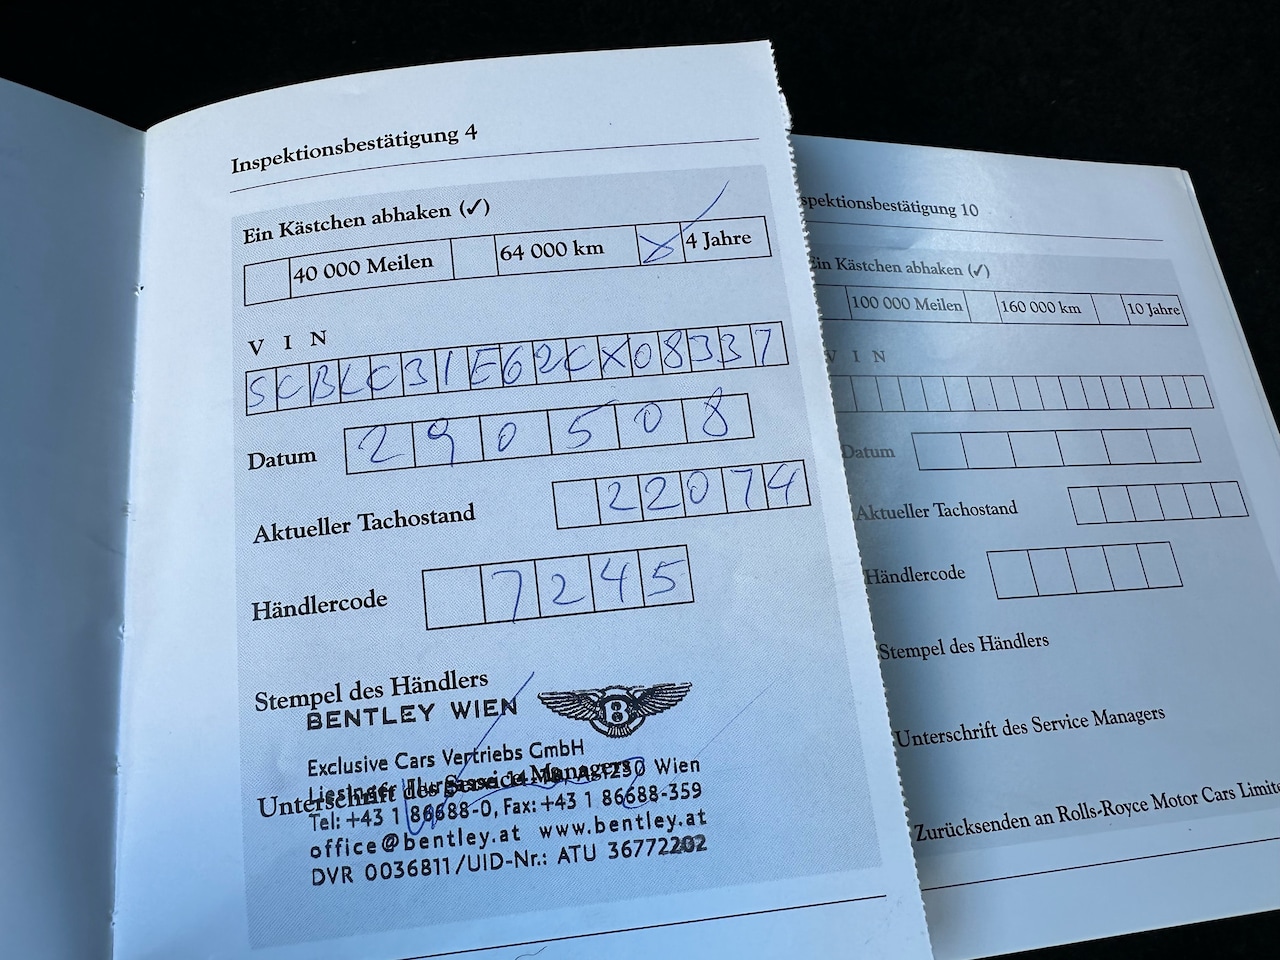 Inspektionsbestätigung 4
Ein Kästchen abhaken (✓)
40 000 Meilen 64 000 km X 4 Jahre
V I N
SCBLC31E62CX08337
Datum 290508
Aktueller Tachostand 22074
Händlercode 7245
Stempel des Händlers
BENTLEY WIEN
B
Exclusive Cars Vertriebs GmbH
Liesinger A-1230 Wien
Unterschrift des Service Managers
Tel: +43 1 86688-0, Fax: +43 1 86688-359
office@bentley.at www.bentley.at
DVR 0036811/UID-Nr.: ATU 36772202
spektionsbestätigung 10
Ein Kästchen abhaken (✓)
100 000 Meilen 160 000 km 10 Jahre
V I N
Datum
Aktueller Tachostand
Händlercode
Stempel des Händlers
Unterschrift des Service Managers
Zurücksenden an Rolls-Royce Motor Cars Limite